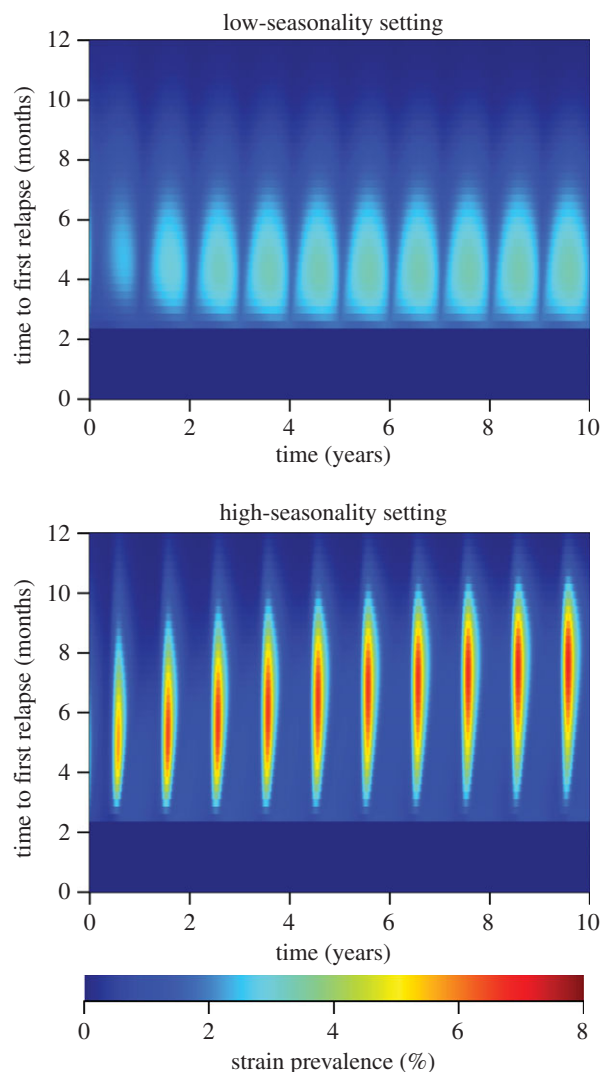 low-seasonality setting
12
10
8
6
4
2
0
time to first relapse (months)
0 2 4 6 8 10
time (years)
high-seasonality setting
12
10
8
6
4
2
0
time to first relapse (months)
0 2 4 6 8 10
time (years)
0 2 4 6 8
strain prevalence (%)